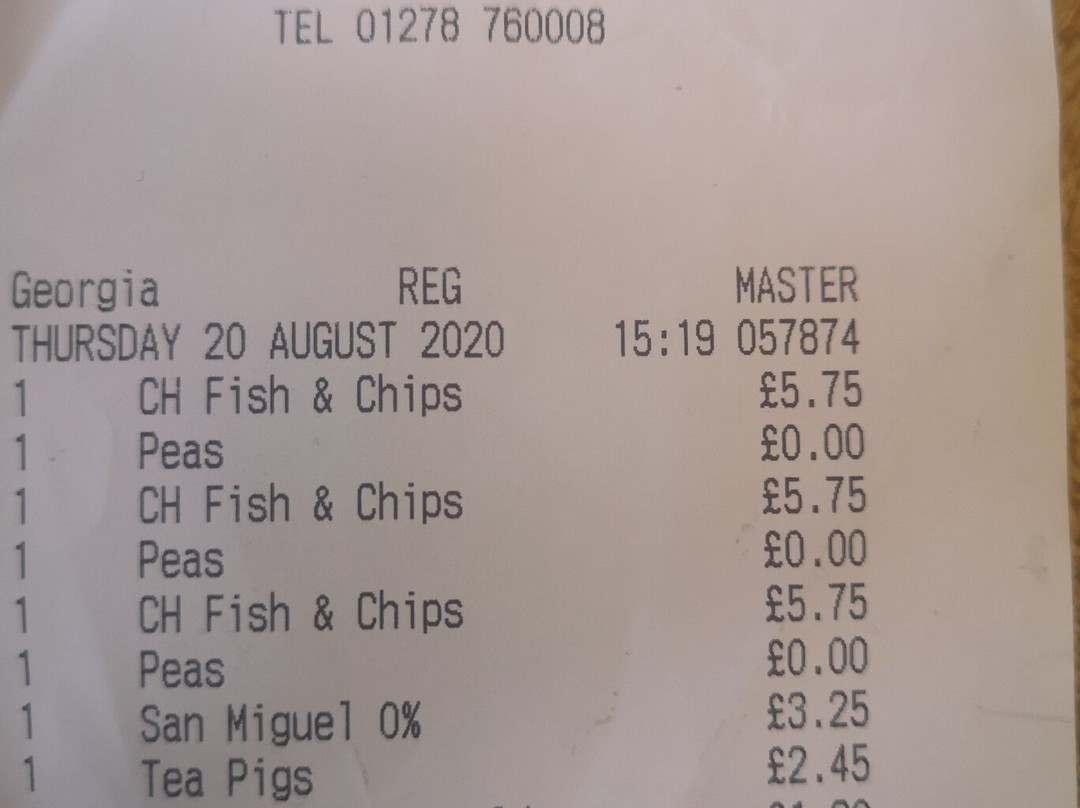 TEL 01278 760008
Georgia REG MASTER
THURSDAY 20 AUGUST 2020 15:19 057874
1 CH Fish & Chips £5.75
1 Peas £0.00
1 CH Fish & Chips £5.75
1 Peas £0.00
1 CH Fish & Chips £5.75
1 Peas £0.00
1 San Miguel 0% £3.25
1 Tea Pigs £2.45